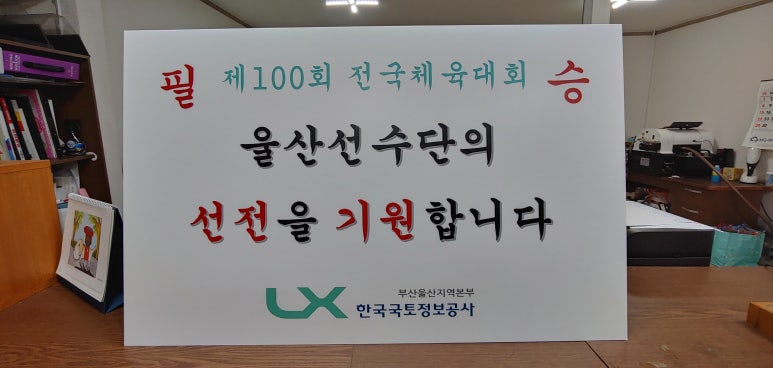 필 제100회 전국체육대회 승
울산선수단의
선전을 기원합니다
부산울산지역본부
LX 한국국토정보공사